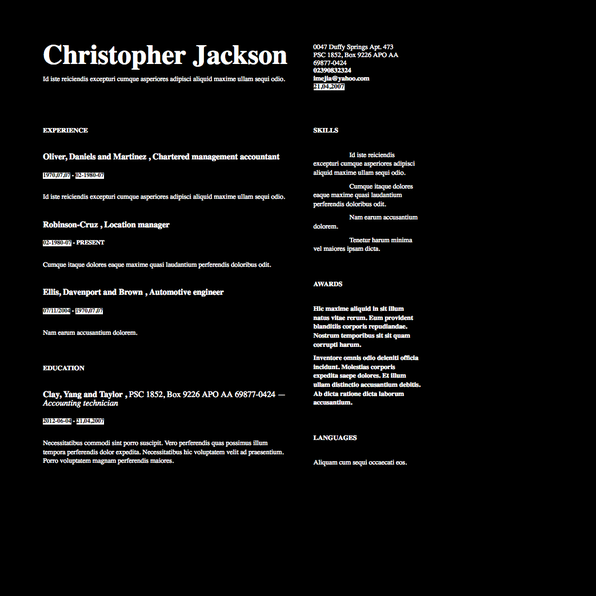 Christopher Jackson
Id iste reiciendis excepturi cumque asperiores adipisci aliquid maxime ullam sequi odio.
0047 Duffy Springs Apt. 473
PSC 1852, Box 9226 APO AA
69877-0424
02390832324
imejia@yahoo.com
21,04,2007
EXPERIENCE
Oliver, Daniels and Martinez , Chartered management accountant
1970,07,07 - 02-1980-07
Id iste reiciendis excepturi cumque asperiores adipisci aliquid maxime ullam sequi odio.
Robinson-Cruz , Location manager
02-1980-07 - PRESENT
Cumque itaque dolores eaque maxime quasi laudantium perferendis doloribus odit.
Ellis, Davenport and Brown , Automotive engineer
07/11/2004 - 1970,07,07
Nam earum accusantium dolorem.
EDUCATION
Clay, Yang and Taylor , PSC 1852, Box 9226 APO AA 69877-0424 —
Accounting technician
2012-06-04 - 21,04,2007
Necessitatibus commodi sint porro suscipit. Vero perferendis quas possimus illum
tempora perferendis dolor expedita. Necessitatibus hic voluptatem velit ad praesentium.
Porro voluptatem magnam perferendis maiores.
SKILLS
Id iste reiciendis
excepturi cumque asperiores adipisci
aliquid maxime ullam sequi odio.
Cumque itaque dolores
eaque maxime quasi laudantium
perferendis doloribus odit.
Nam earum accusantium
dolorem.
Tenetur harum minima
vel maiores ipsam dicta.
AWARDS
Hic maxime aliquid in sit illum
natus vitae rerum. Eum provident
blanditiis corporis repudiandae.
Nostrum temporibus sit sit quam
corrupti harum.
Inventore omnis odio deleniti officia
incidunt. Molestias corporis
expedita saepe dolores. Et illum
ullam distinctio accusantium debitis.
Ab dicta ratione dicta laborum
accusantium.
LANGUAGES
Aliquam cum sequi occaecati eos.